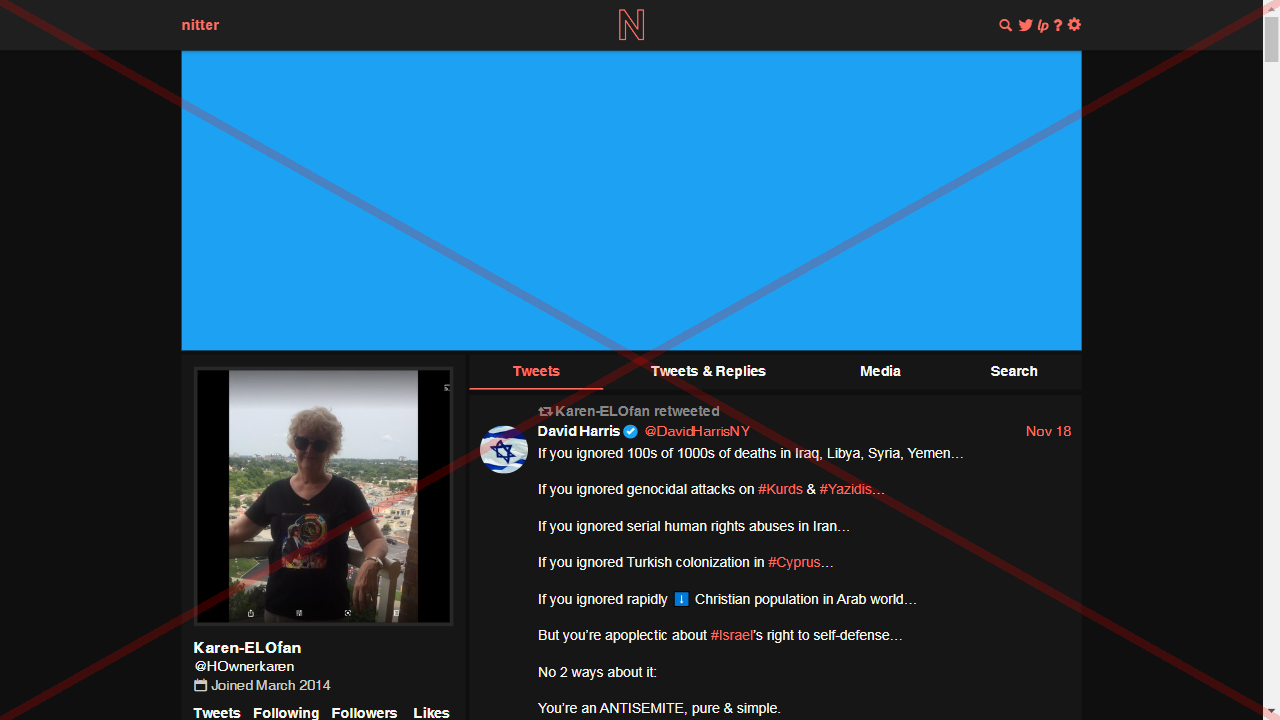 nitter
N
lp ?
Tweets
Tweets & Replies
Media
Search
Karen-ELOfan retweeted
David Harris @DavidHarrisNY Nov 18
If you ignored 100s of 1000s of deaths in Iraq, Libya, Syria, Yemen…
If you ignored genocidal attacks on #Kurds & #Yazidis…
If you ignored serial human rights abuses in Iran…
If you ignored Turkish colonization in #Cyprus…
If you ignored rapidly ⬇️ Christian population in Arab world…
But you’re apoplectic about #Israel’s right to self-defense…
No 2 ways about it:
You’re an ANTISEMITE, pure & simple.
Karen-ELOfan
@HOwnerkaren
Joined March 2014
Tweets Following Followers Likes